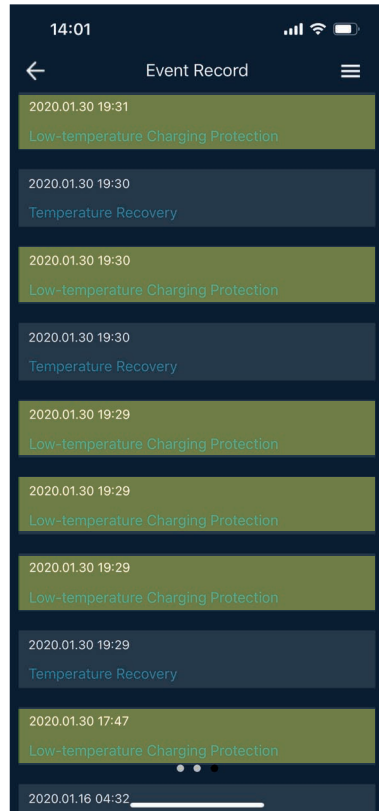 14:01
Event Record
2020.01.30 19:31
Low-temperature Charging Protection
2020.01.30 19:30
Temperature Recovery
2020.01.30 19:30
Low-temperature Charging Protection
2020.01.30 19:30
Temperature Recovery
2020.01.30 19:29
Low-temperature Charging Protection
2020.01.30 19:29
Low-temperature Charging Protection
2020.01.30 19:29
Low-temperature Charging Protection
2020.01.30 19:29
Temperature Recovery
2020.01.30 17:47
Low-temperature Charging Protection
2020.01.16 04:32